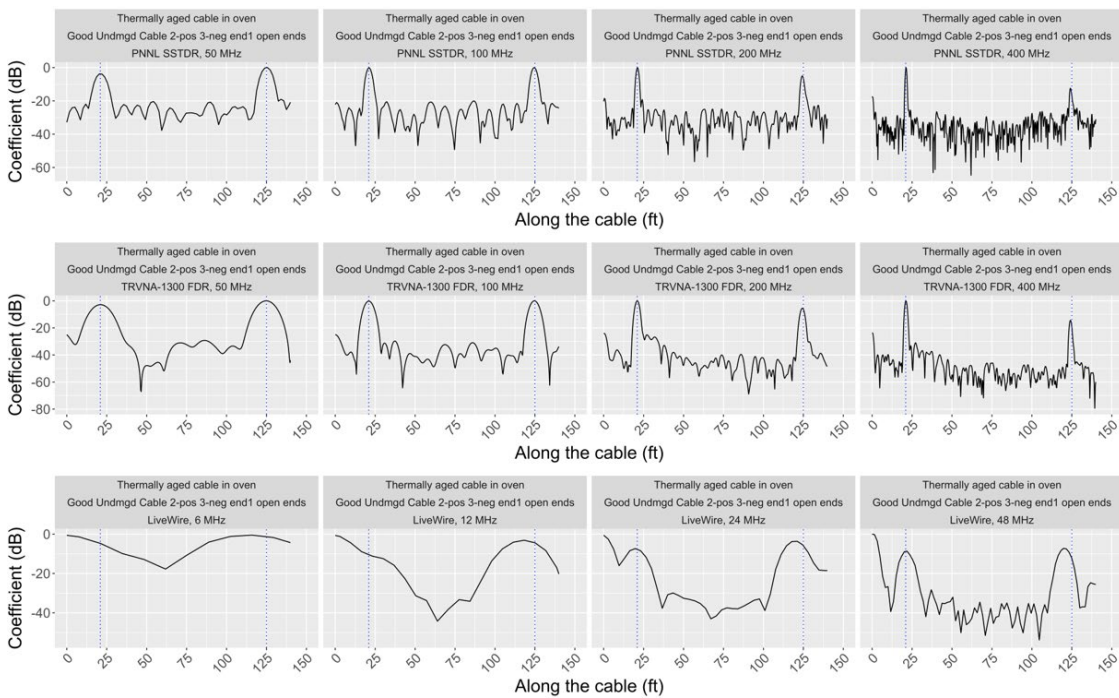 Thermally aged cable in oven
Good Undmgd Cable 2-pos 3-neg end1 open ends
PNNL SSTDR, 50 MHz
Thermally aged cable in oven
Good Undmgd Cable 2-pos 3-neg end1 open ends
PNNL SSTDR, 100 MHz
Thermally aged cable in oven
Good Undmgd Cable 2-pos 3-neg end1 open ends
PNNL SSTDR, 200 MHz
Thermally aged cable in oven
Good Undmgd Cable 2-pos 3-neg end1 open ends
PNNL SSTDR, 400 MHz
Coefficient (dB)
0
-20
-40
-60
0 25 50 75 100 125 150
0 25 50 75 100 125 150
0 25 50 75 100 125 150
0 25 50 75 100 125 150
Along the cable (ft)
Thermally aged cable in oven
Good Undmgd Cable 2-pos 3-neg end1 open ends
TRVNA-1300 FDR, 50 MHz
Thermally aged cable in oven
Good Undmgd Cable 2-pos 3-neg end1 open ends
TRVNA-1300 FDR, 100 MHz
Thermally aged cable in oven
Good Undmgd Cable 2-pos 3-neg end1 open ends
TRVNA-1300 FDR, 200 MHz
Thermally aged cable in oven
Good Undmgd Cable 2-pos 3-neg end1 open ends
TRVNA-1300 FDR, 400 MHz
Coefficient (dB)
0
-20
-40
-60
-80
0 25 50 75 100 125 150
0 25 50 75 100 125 150
0 25 50 75 100 125 150
0 25 50 75 100 125 150
Along the cable (ft)
Thermally aged cable in oven
Good Undmgd Cable 2-pos 3-neg end1 open ends
LiveWire, 6 MHz
Thermally aged cable in oven
Good Undmgd Cable 2-pos 3-neg end1 open ends
LiveWire, 12 MHz
Thermally aged cable in oven
Good Undmgd Cable 2-pos 3-neg end1 open ends
LiveWire, 24 MHz
Thermally aged cable in oven
Good Undmgd Cable 2-pos 3-neg end1 open ends
LiveWire, 48 MHz
Coefficient (dB)
0
-20
-40
0 25 50 75 100 125 150
0 25 50 75 100 125 150
0 25 50 75 100 125 150
0 25 50 75 100 125 150
Along the cable (ft)